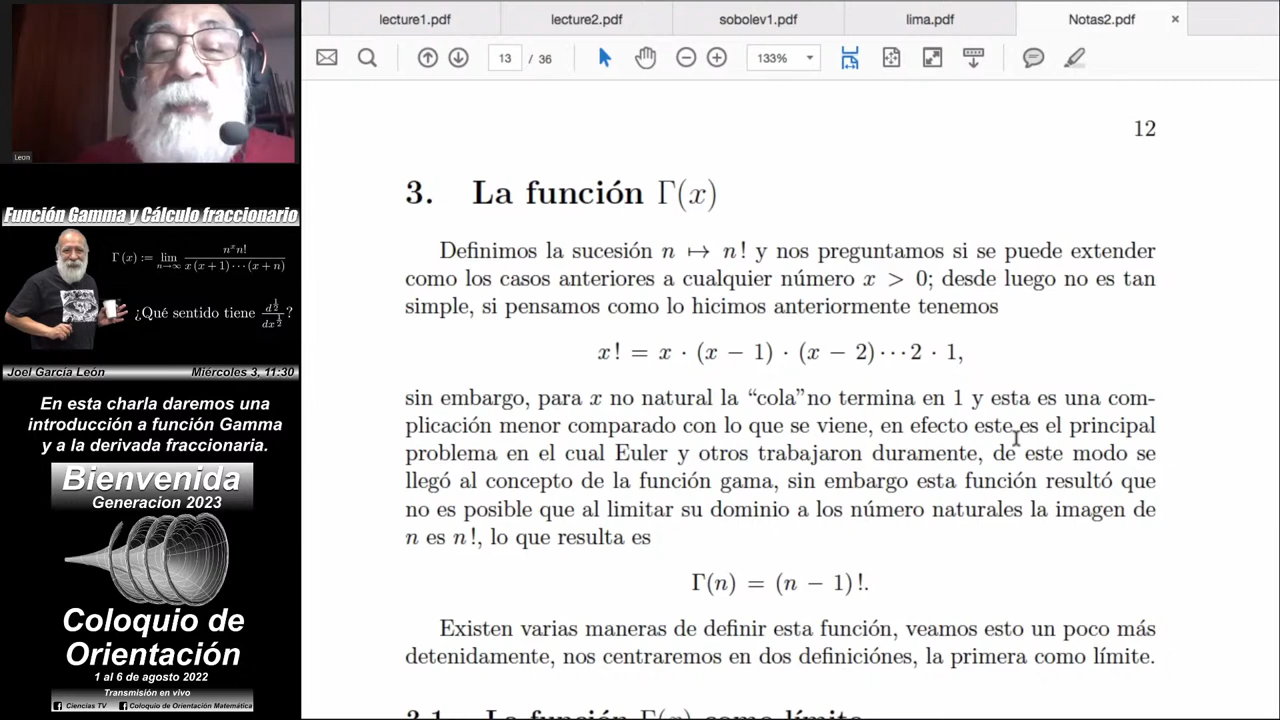 lecture1.pdf
lecture2.pdf
sobolev1.pdf
lima.pdf
Notas2.pdf ×
13 / 36
133%
Leon
Función Gamma y Cálculo fraccionario
Γ(x) := lim_{n→∞} n^x n! / x(x+1)···(x+n)
¿Qué sentido tiene d^{1/2}/dx^{1/2}?
Joel García León Miércoles 3, 11:30
En esta charla daremos una
introducción a función Gamma
y a la derivada fraccionaria.
Bienvenida
Generacion 2023
Coloquio de
Orientación
1 al 6 de agosto 2022
Transmisión en vivo
Ciencias TV Coloquio de Orientación Matemática
12
3. La función Γ(x)
Definimos la sucesión n ↦ n! y nos preguntamos si se puede extender
como los casos anteriores a cualquier número x > 0; desde luego no es tan
simple, si pensamos como lo hicimos anteriormente tenemos
x! = x · (x − 1) · (x − 2) ··· 2 · 1,
sin embargo, para x no natural la “cola”no termina en 1 y esta es una com-
plicación menor comparado con lo que se viene, en efecto este es el principal
problema en el cual Euler y otros trabajaron duramente, de este modo se
llegó al concepto de la función gama, sin embargo esta función resultó que
no es posible que al limitar su dominio a los número naturales la imagen de
n es n!, lo que resulta es
Γ(n) = (n − 1)!.
Existen varias maneras de definir esta función, veamos esto un poco más
detenidamente, nos centraremos en dos definiciónes, la primera como límite.
3.1. La función Γ(x) como límite